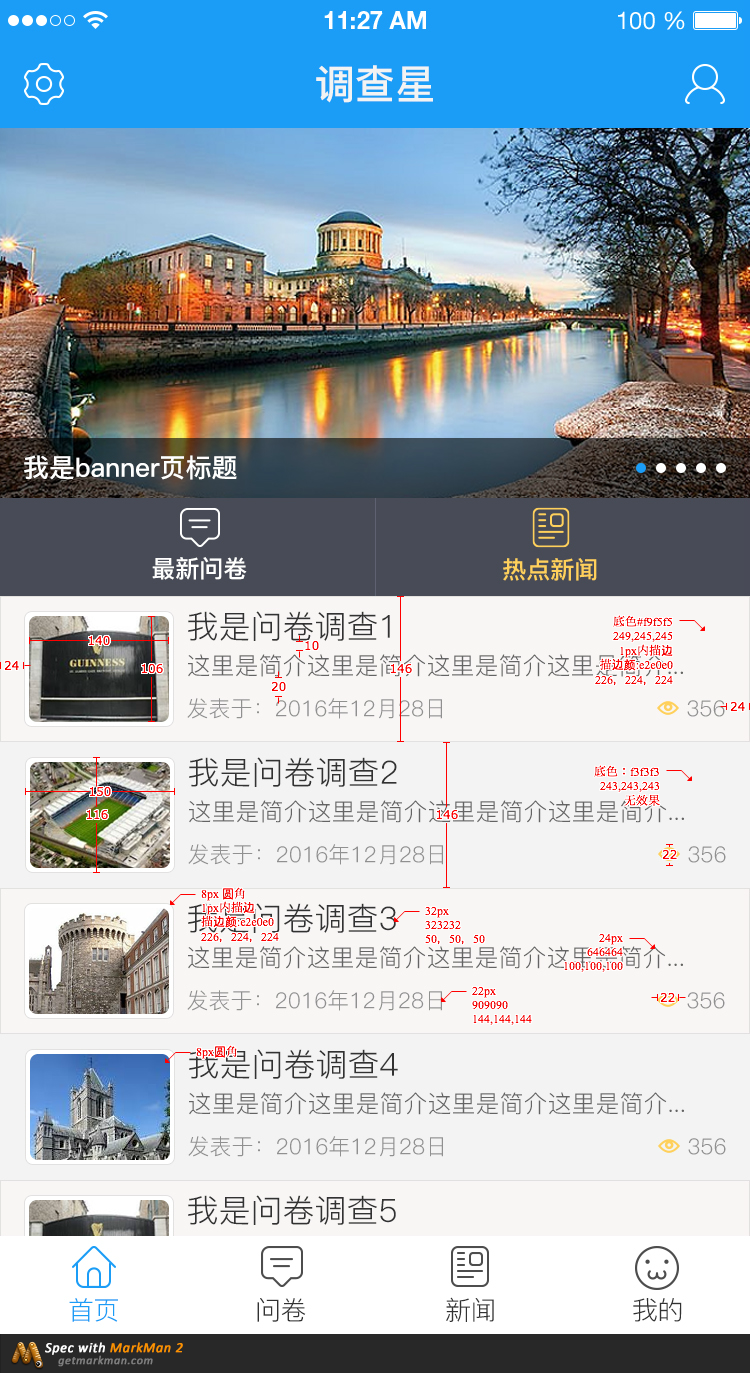 11:27 AM
100 %
调查星
我是banner页标题
最新问卷
热点新闻
我是问卷调查1
底色#f9f5f5
249,245,245
140
10
1px内描边
这里是简介这里是简介这里是简介这里是简介...
24
GUINNESS
106
146
描边颜:e2e0e0
226, 224, 224
20
发表于: 2016年12月28日
356
24
我是问卷调查2
底色：f3f3f3
243,243,243
无效果
150
这里是简介这里是简介这里是简介这里是简介...
116
146
发表于: 2016年12月28日
22
356
8px 圆角
1px内描边
描边颜:e2e0e0
226, 224, 224
我是问卷调查3
32px
323232
50, 50, 50
24px
646464
100,100,100
这里是简介这里是简介这里是简介这里是简介...
发表于: 2016年12月28日
22px
909090
144,144,144
22
356
8px圆角
我是问卷调查4
这里是简介这里是简介这里是简介这里是简介...
发表于: 2016年12月28日
356
我是问卷调查5
首页
问卷
新闻
我的
Spec with MarkMan 2
getmarkman.com